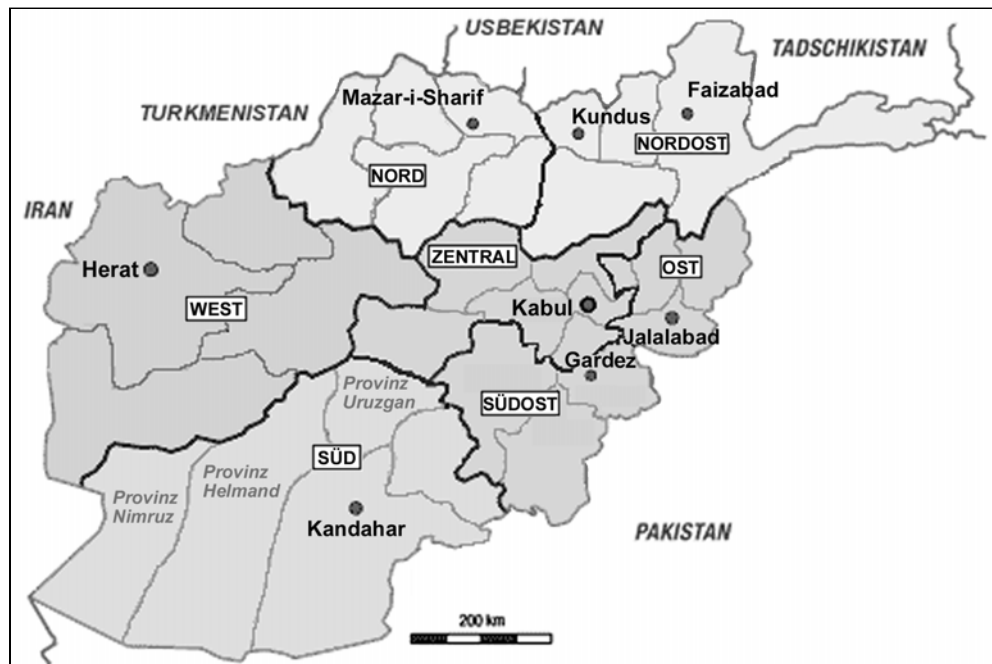 USBEKISTAN
TADSCHIKISTAN
TURKMENISTAN
Mazar-i-Sharif
Faizabad
Kundus
NORDOST
NORD
IRAN
ZENTRAL
OST
Herat
WEST
Kabul
Jalalabad
Gardez
Provinz
Uruzgan
SÜDOST
SÜD
Provinz
Helmand
Provinz
Nimruz
Kandahar
PAKISTAN
200 km